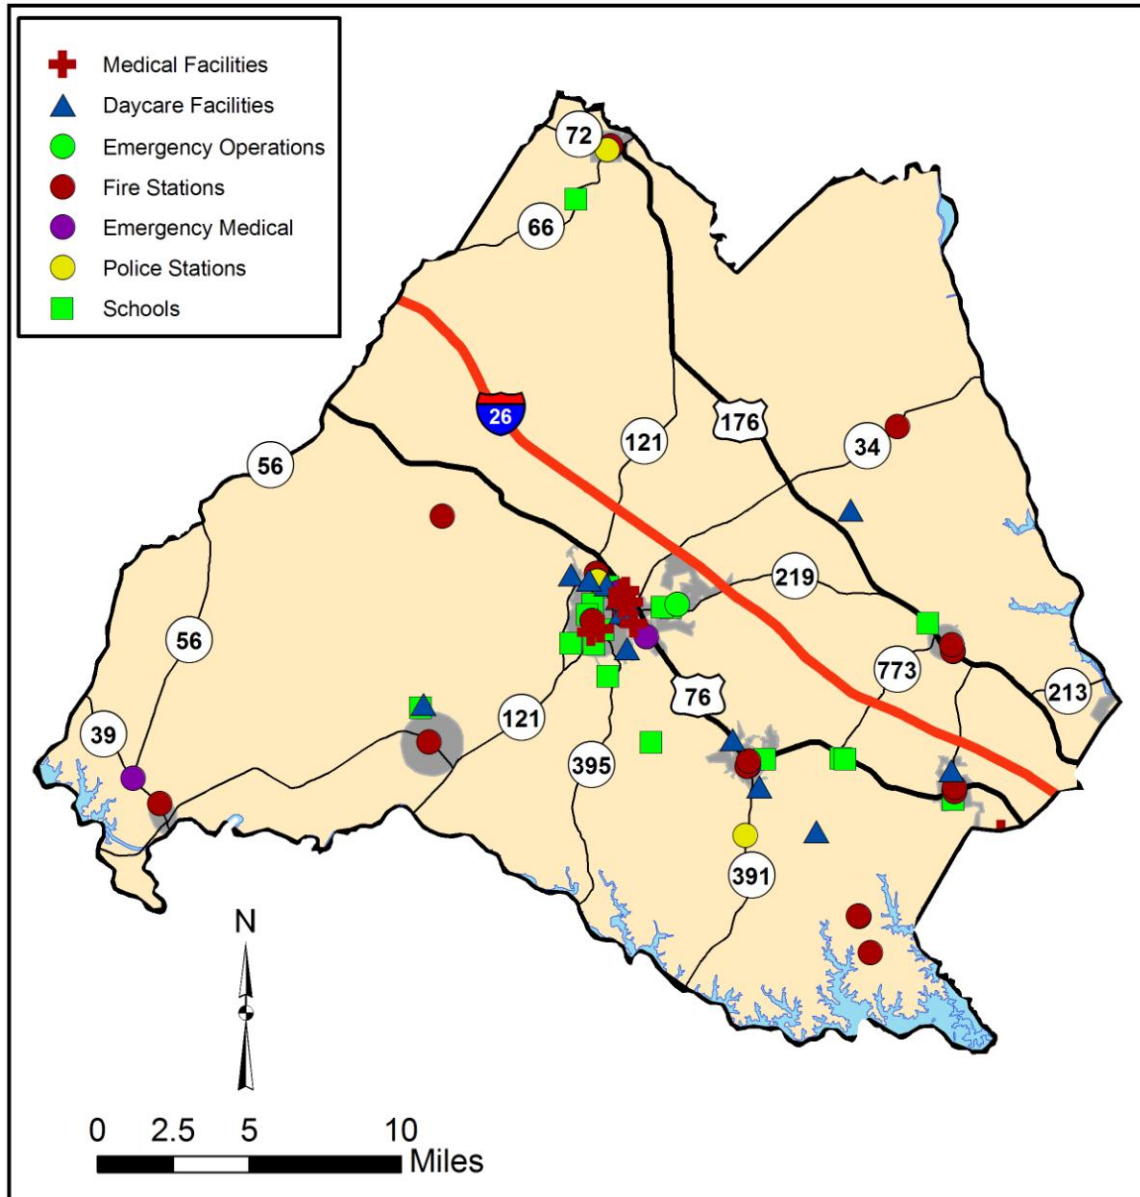 Medical Facilities
Daycare Facilities
Emergency Operations
Fire Stations
Emergency Medical
Police Stations
Schools
72
66
26
176
121
34
56
219
56
773
213
76
121
39
395
391
N
0 2.5 5 10
Miles